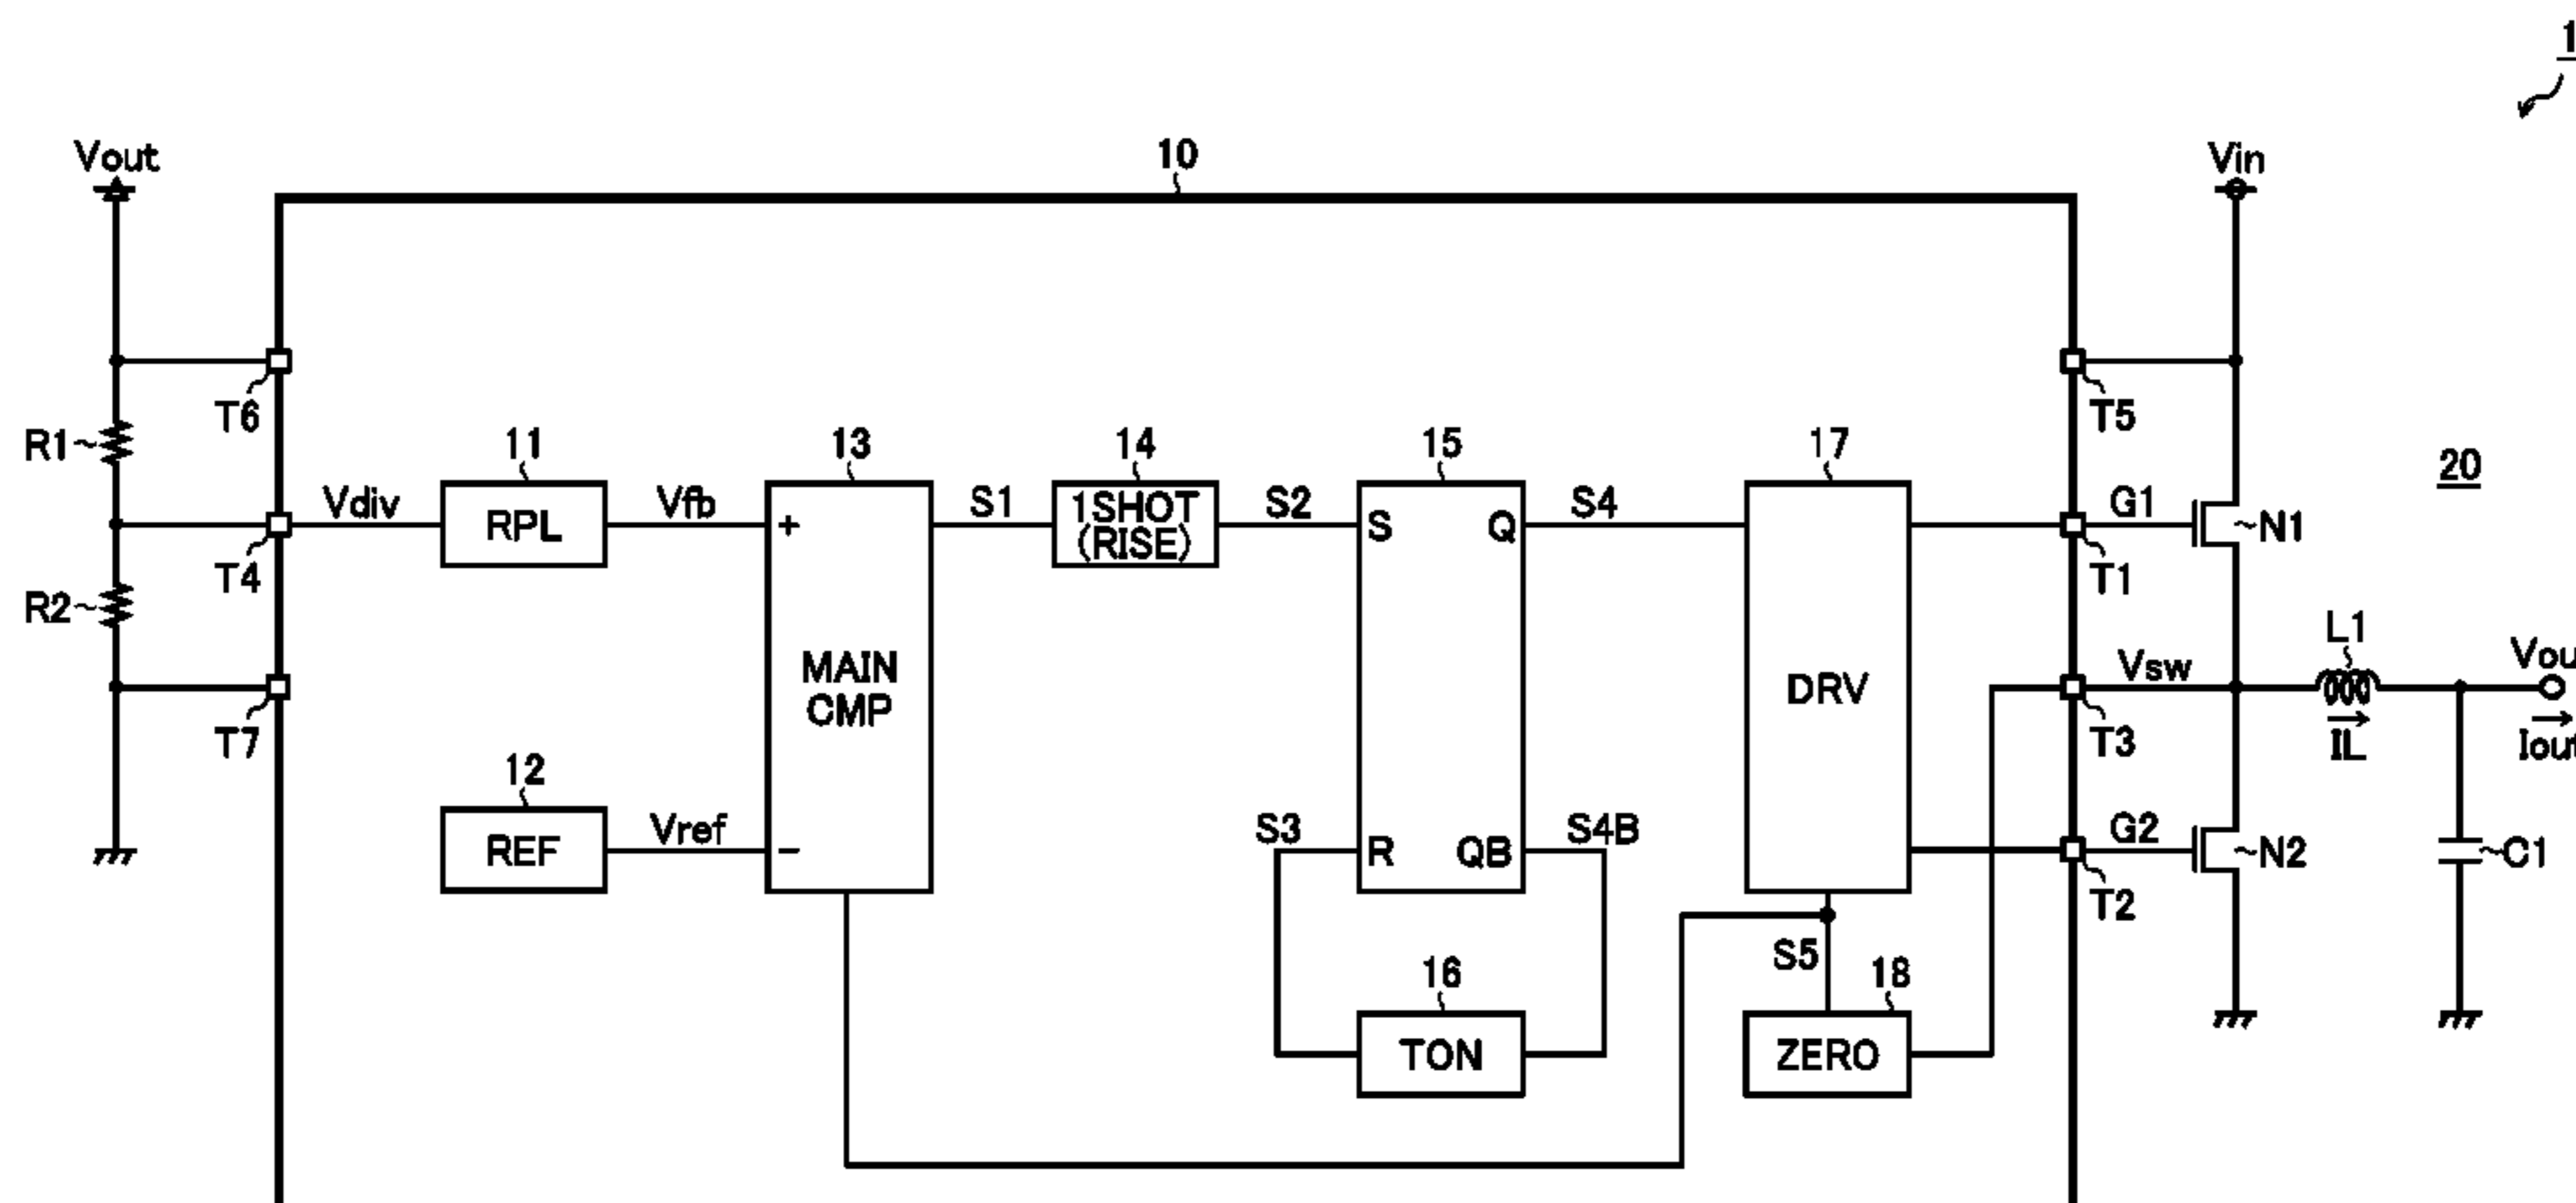 1
Vout
10
Vin
T6
T5
R1
11
13
14
15
17
20
Vdiv
RPL
Vfb
+
S1
1SHOT
(RISE)
S2
S
Q
S4
G1
N1
T4
T1
R2
MAIN
CMP
DRV
Vsw
L1
Vou
T7
T3
IL
Iout
12
REF
Vref
−
S3
R
QB
S4B
G2
N2
C1
T2
S5
16
18
TON
ZERO